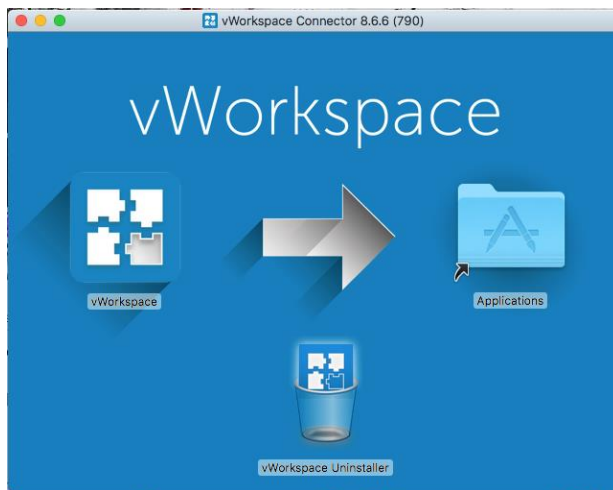 vWorkspace Connector 8.6.6 (790)
vWorkspace
vWorkspace
Applications
vWorkspace Uninstaller